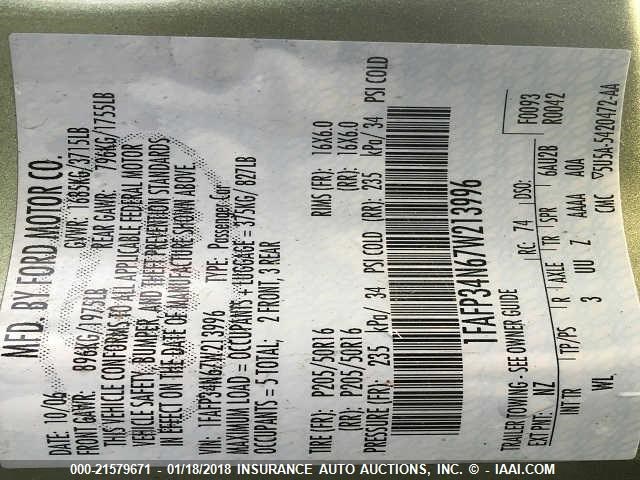 MFD. BY FORD MOTOR CO.
DATE: 10/06 GVWR: 1685KG/3715LB
FRONT GAWR: 896KG/1975LB REAR GAWR: 796KG/1755LB
THIS VEHICLE CONFORMS TO ALL APPLICABLE FEDERAL MOTOR
VEHICLE SAFETY, BUMPER, AND THEFT PREVENTION STANDARDS
IN EFFECT ON THE DATE OF MANUFACTURE SHOWN ABOVE.
VIN: 1FAFP34N67W213996 TYPE: Passenger Car
MAXIMUM LOAD = OCCUPANTS + LUGGAGE = 375KG/ 827LB
OCCUPANTS = 5 TOTAL; 2 FRONT, 3 REAR
TIRE (FR): P205/50R16 RIMS (FR): 16X6.0
(RR): P205/50R16 (RR): 16X6.0
PRESSURE (FR): 235 kPa/ 34 PSI COLD (RR): 235 kPa/ 34 PSI COLD
1FAFP34N67W213996
TRAILER TOWING - SEE OWNER GUIDE F0093
EXT PNT: NZ RC: 74 DSO: R0042
INT TR TP/PS R AXLE TR SPR 6AU2B
WL 3 UU Z AAAA A0A
CNC 5U5A-5420472-AA
000-21579671 - 01/18/2018 INSURANCE AUTO AUCTIONS, INC. - © IAAI.COM